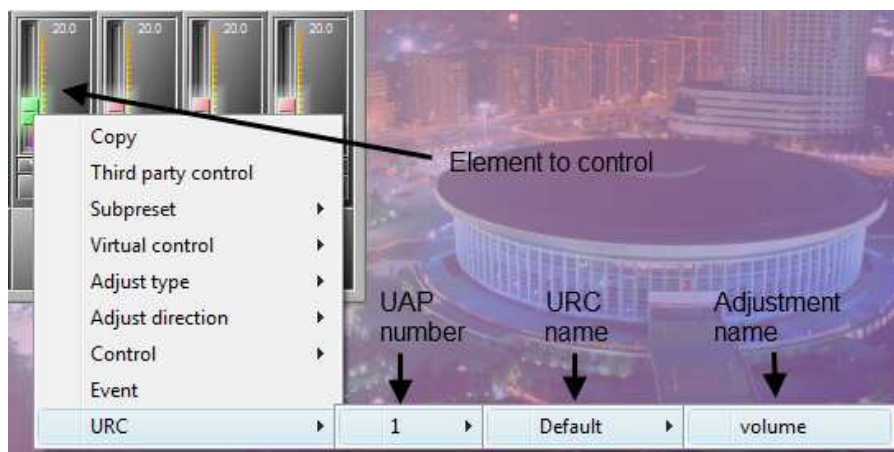 20.0 20.0 20.0 20.0
Element to control
Copy
Third party control
Subpreset
Virtual control
Adjust type
Adjust direction
Control
Event
URC
UAP
number
URC
name
Adjustment
name
1
Default
volume